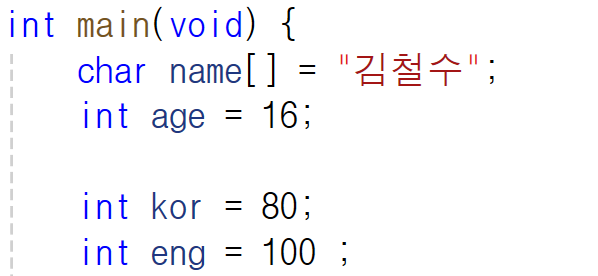 int main(void) {
char name[] = "김철수";
int age = 16;
int kor = 80;
int eng = 100 ;